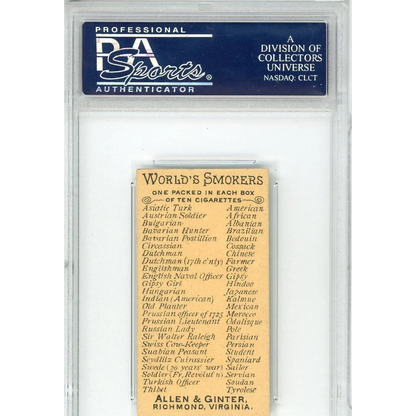 PROFESSIONAL
PSA
Sports
AUTHENTICATOR
A
DIVISION OF
COLLECTORS
UNIVERSE
NASDAQ: CLCT
WORLD'S SMOKERS
ONE PACKED IN EACH BOX
OF TEN CIGARETTES
Asiatic Turk American
Austrian Soldier African
Bulgarian Albanian
Bavarian Hunter Brazilian
Bavarian Postillion Bedouin
Circassian Cossack
Dutchman Chinese
Dutchman (17th c'nty) Farmer
Englishman Greek
English Naval Officer Gipsy
Gipsy Girl Hindoo
Hungarian Japanese
Indian (American) Kalmuc
Old Planter Mexican
Prussian officer of 1725 Morocco
Prussian Lieutenant Odalisque
Russian Lady Pole
Sir Walter Raleigh Parisian
Swiss Cow-Keeper Persian
Suabian Peasant Student
Seydlitz Cuirassier Spaniard
Swede (30 years' war) Sailor
Soldier (Fr, Revolut'n) Servian
Turkish Officer Soudan
Thibet Tyrolese
ALLEN & GINTER,
RICHMOND, VIRGINIA.